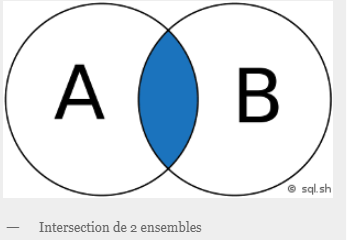 A B
© sql.sh
— Intersection de 2 ensembles